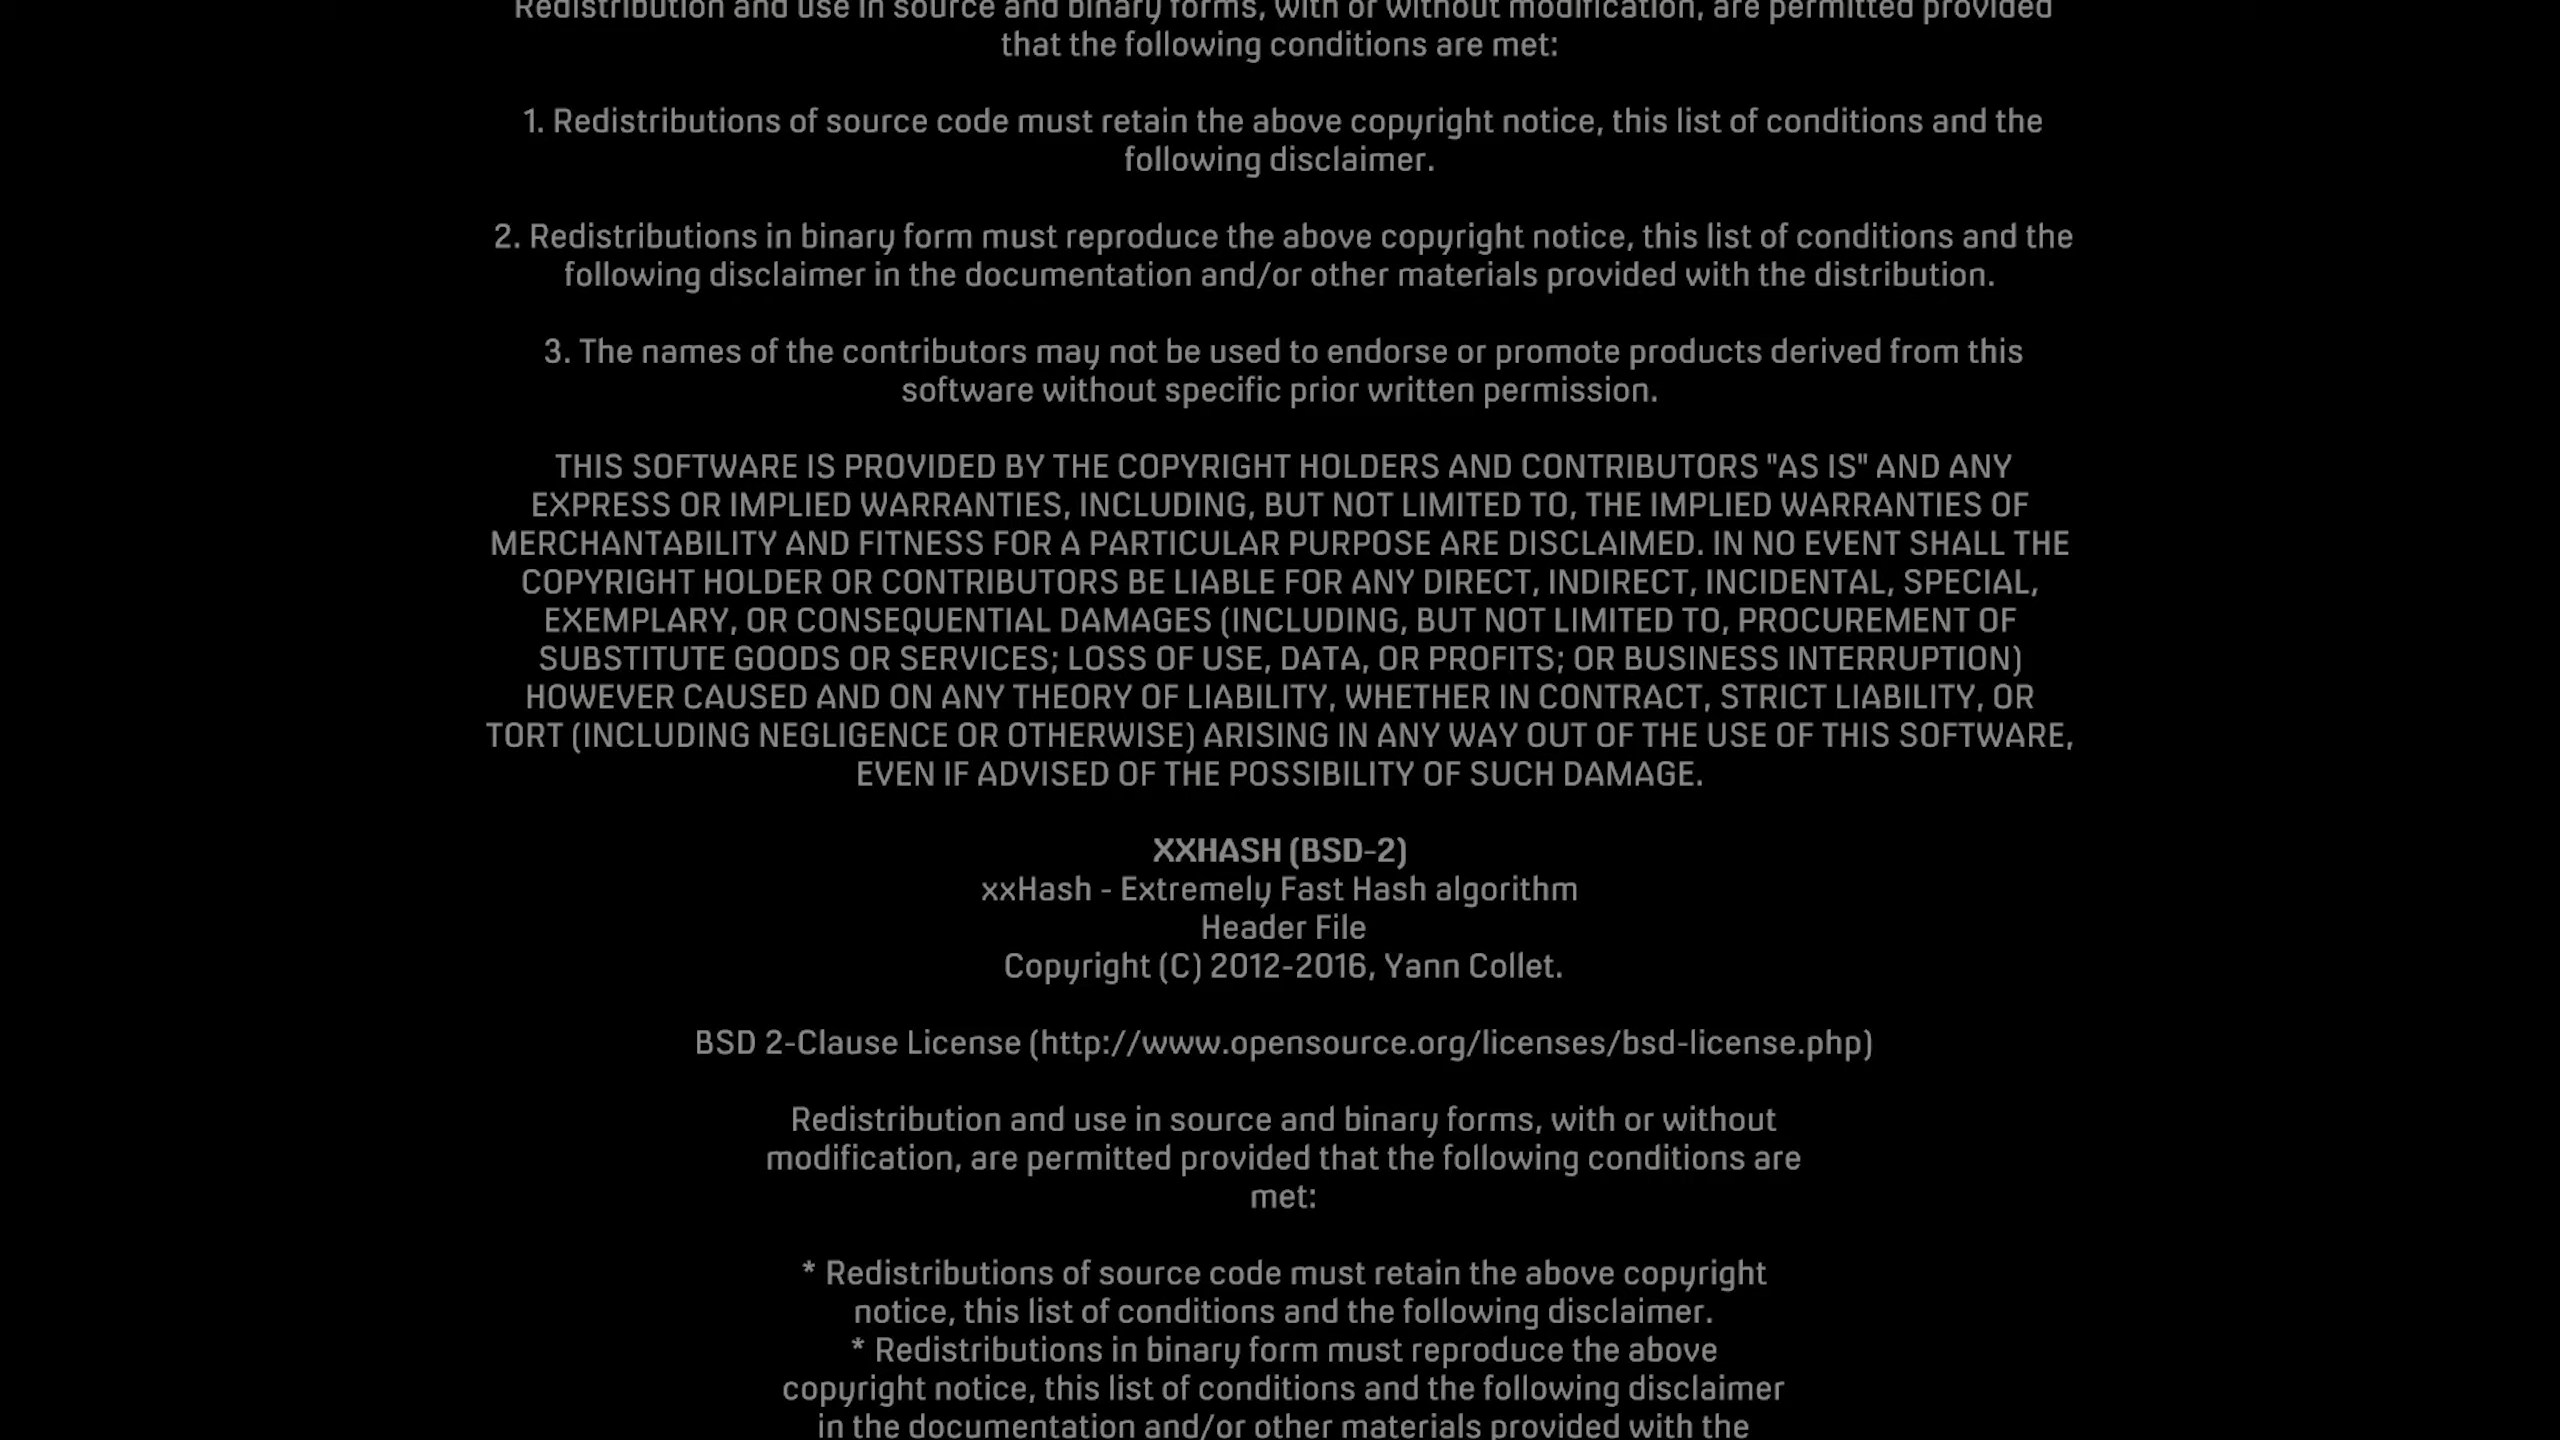 Redistribution and use in source and binary forms, with or without modification, are permitted provided
that the following conditions are met:
1. Redistributions of source code must retain the above copyright notice, this list of conditions and the
following disclaimer.
2. Redistributions in binary form must reproduce the above copyright notice, this list of conditions and the
following disclaimer in the documentation and/or other materials provided with the distribution.
3. The names of the contributors may not be used to endorse or promote products derived from this
software without specific prior written permission.
THIS SOFTWARE IS PROVIDED BY THE COPYRIGHT HOLDERS AND CONTRIBUTORS "AS IS" AND ANY
EXPRESS OR IMPLIED WARRANTIES, INCLUDING, BUT NOT LIMITED TO, THE IMPLIED WARRANTIES OF
MERCHANTABILITY AND FITNESS FOR A PARTICULAR PURPOSE ARE DISCLAIMED. IN NO EVENT SHALL THE
COPYRIGHT HOLDER OR CONTRIBUTORS BE LIABLE FOR ANY DIRECT, INDIRECT, INCIDENTAL, SPECIAL,
EXEMPLARY, OR CONSEQUENTIAL DAMAGES (INCLUDING, BUT NOT LIMITED TO, PROCUREMENT OF
SUBSTITUTE GOODS OR SERVICES; LOSS OF USE, DATA, OR PROFITS; OR BUSINESS INTERRUPTION)
HOWEVER CAUSED AND ON ANY THEORY OF LIABILITY, WHETHER IN CONTRACT, STRICT LIABILITY, OR
TORT (INCLUDING NEGLIGENCE OR OTHERWISE) ARISING IN ANY WAY OUT OF THE USE OF THIS SOFTWARE,
EVEN IF ADVISED OF THE POSSIBILITY OF SUCH DAMAGE.
XXHASH (BSD-2)
xxHash - Extremely Fast Hash algorithm
Header File
Copyright (C) 2012-2016, Yann Collet.
BSD 2-Clause License (http://www.opensource.org/licenses/bsd-license.php)
Redistribution and use in source and binary forms, with or without
modification, are permitted provided that the following conditions are
met:
* Redistributions of source code must retain the above copyright
notice, this list of conditions and the following disclaimer.
* Redistributions in binary form must reproduce the above
copyright notice, this list of conditions and the following disclaimer
in the documentation and/or other materials provided with the